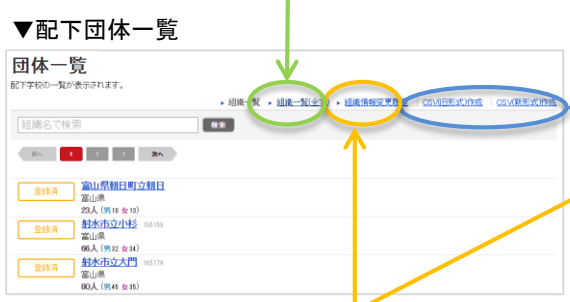 ▼配下団体一覧
団体一覧
配下学校の一覧が表示されます。
▸ 組織一覧 ▸ 組織一覧(全て) ▸ 組織情報変更履歴 | CSV(旧形式)作成 | CSV(新形式)作成
組織名で検索 検索
前へ 1 2 3 次へ
登録済 富山県朝日町立朝日
富山県
23人 (男10 女13)
登録済 射水市立小杉 165150
富山県
66人 (男32 女34)
登録済 射水市立大門 165179
富山県
80人 (男45 女35)